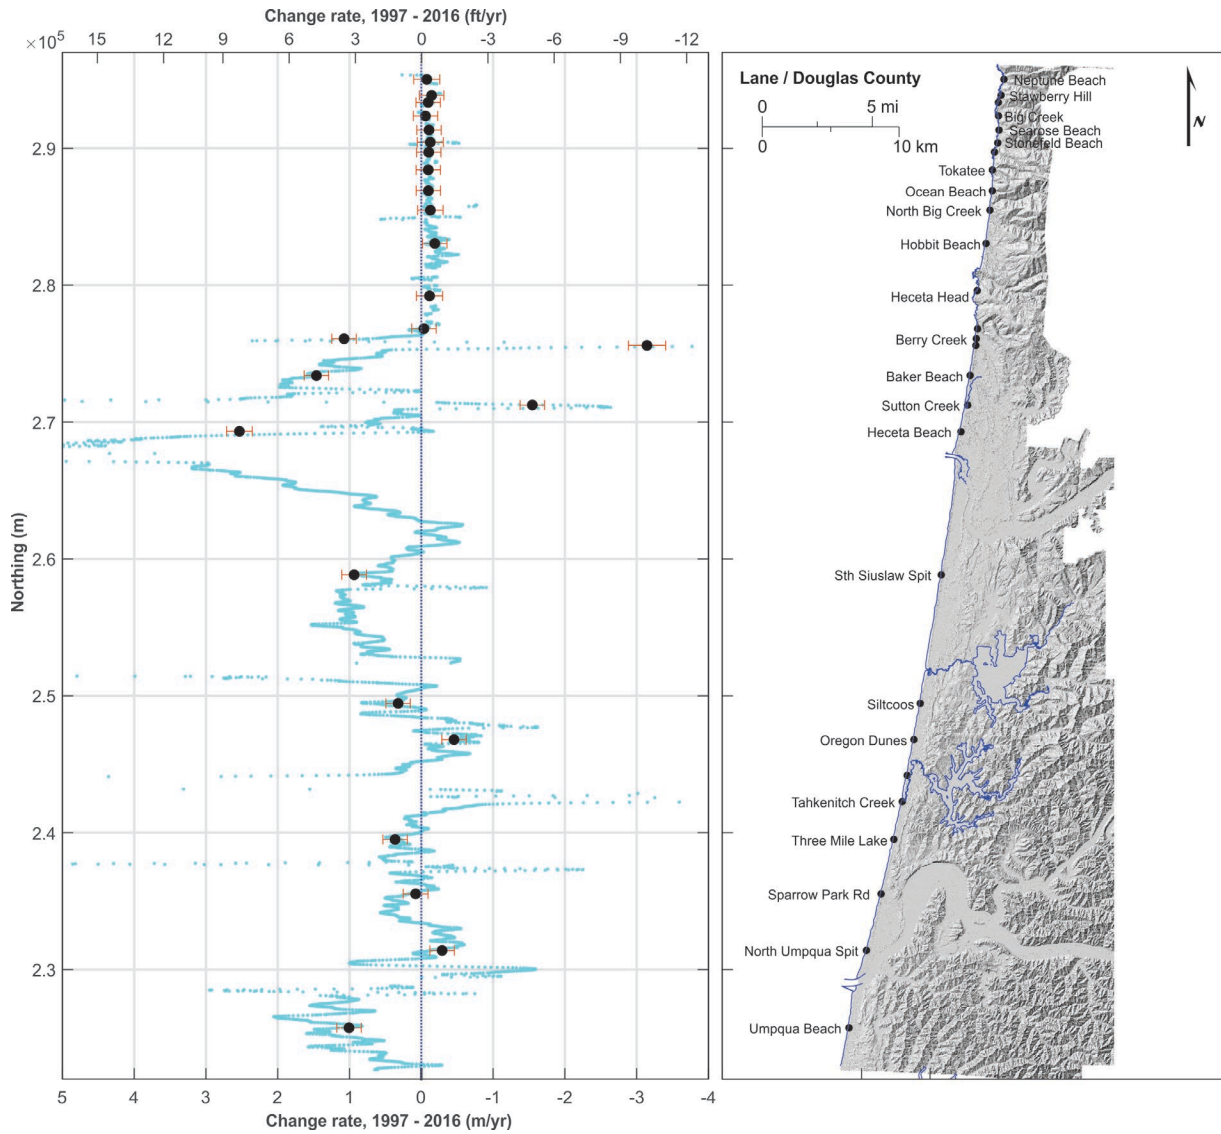 Change rate, 1997 - 2016 (ft/yr)
×10⁵ 15 12 9 6 3 0 -3 -6 -9 -12
2.9
2.8
2.7
2.6
2.5
2.4
2.3
2.2
Northing (m)
5 4 3 2 1 0 -1 -2 -3 -4
Change rate, 1997 - 2016 (m/yr)
Lane / Douglas County
0 5 mi
0 10 km
N
Neptune Beach
Stawberry Hill
Big Creek
Searose Beach
Stonefeld Beach
Tokatee
Ocean Beach
North Big Creek
Hobbit Beach
Heceta Head
Berry Creek
Baker Beach
Sutton Creek
Heceta Beach
Sth Siuslaw Spit
Siltcoos
Oregon Dunes
Tahkenitch Creek
Three Mile Lake
Sparrow Park Rd
North Umpqua Spit
Umpqua Beach